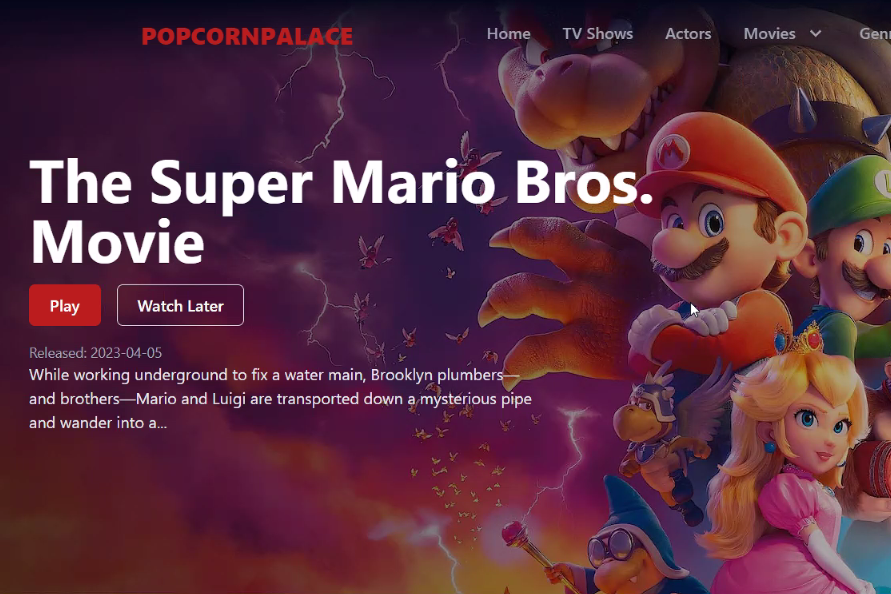 POPCORNPALACE Home TV Shows Actors Movies
The Super Mario Bros.
Movie
Play Watch Later
Released: 2023-04-05
While working underground to fix a water main, Brooklyn plumbers—
and brothers—Mario and Luigi are transported down a mysterious pipe
and wander into a...